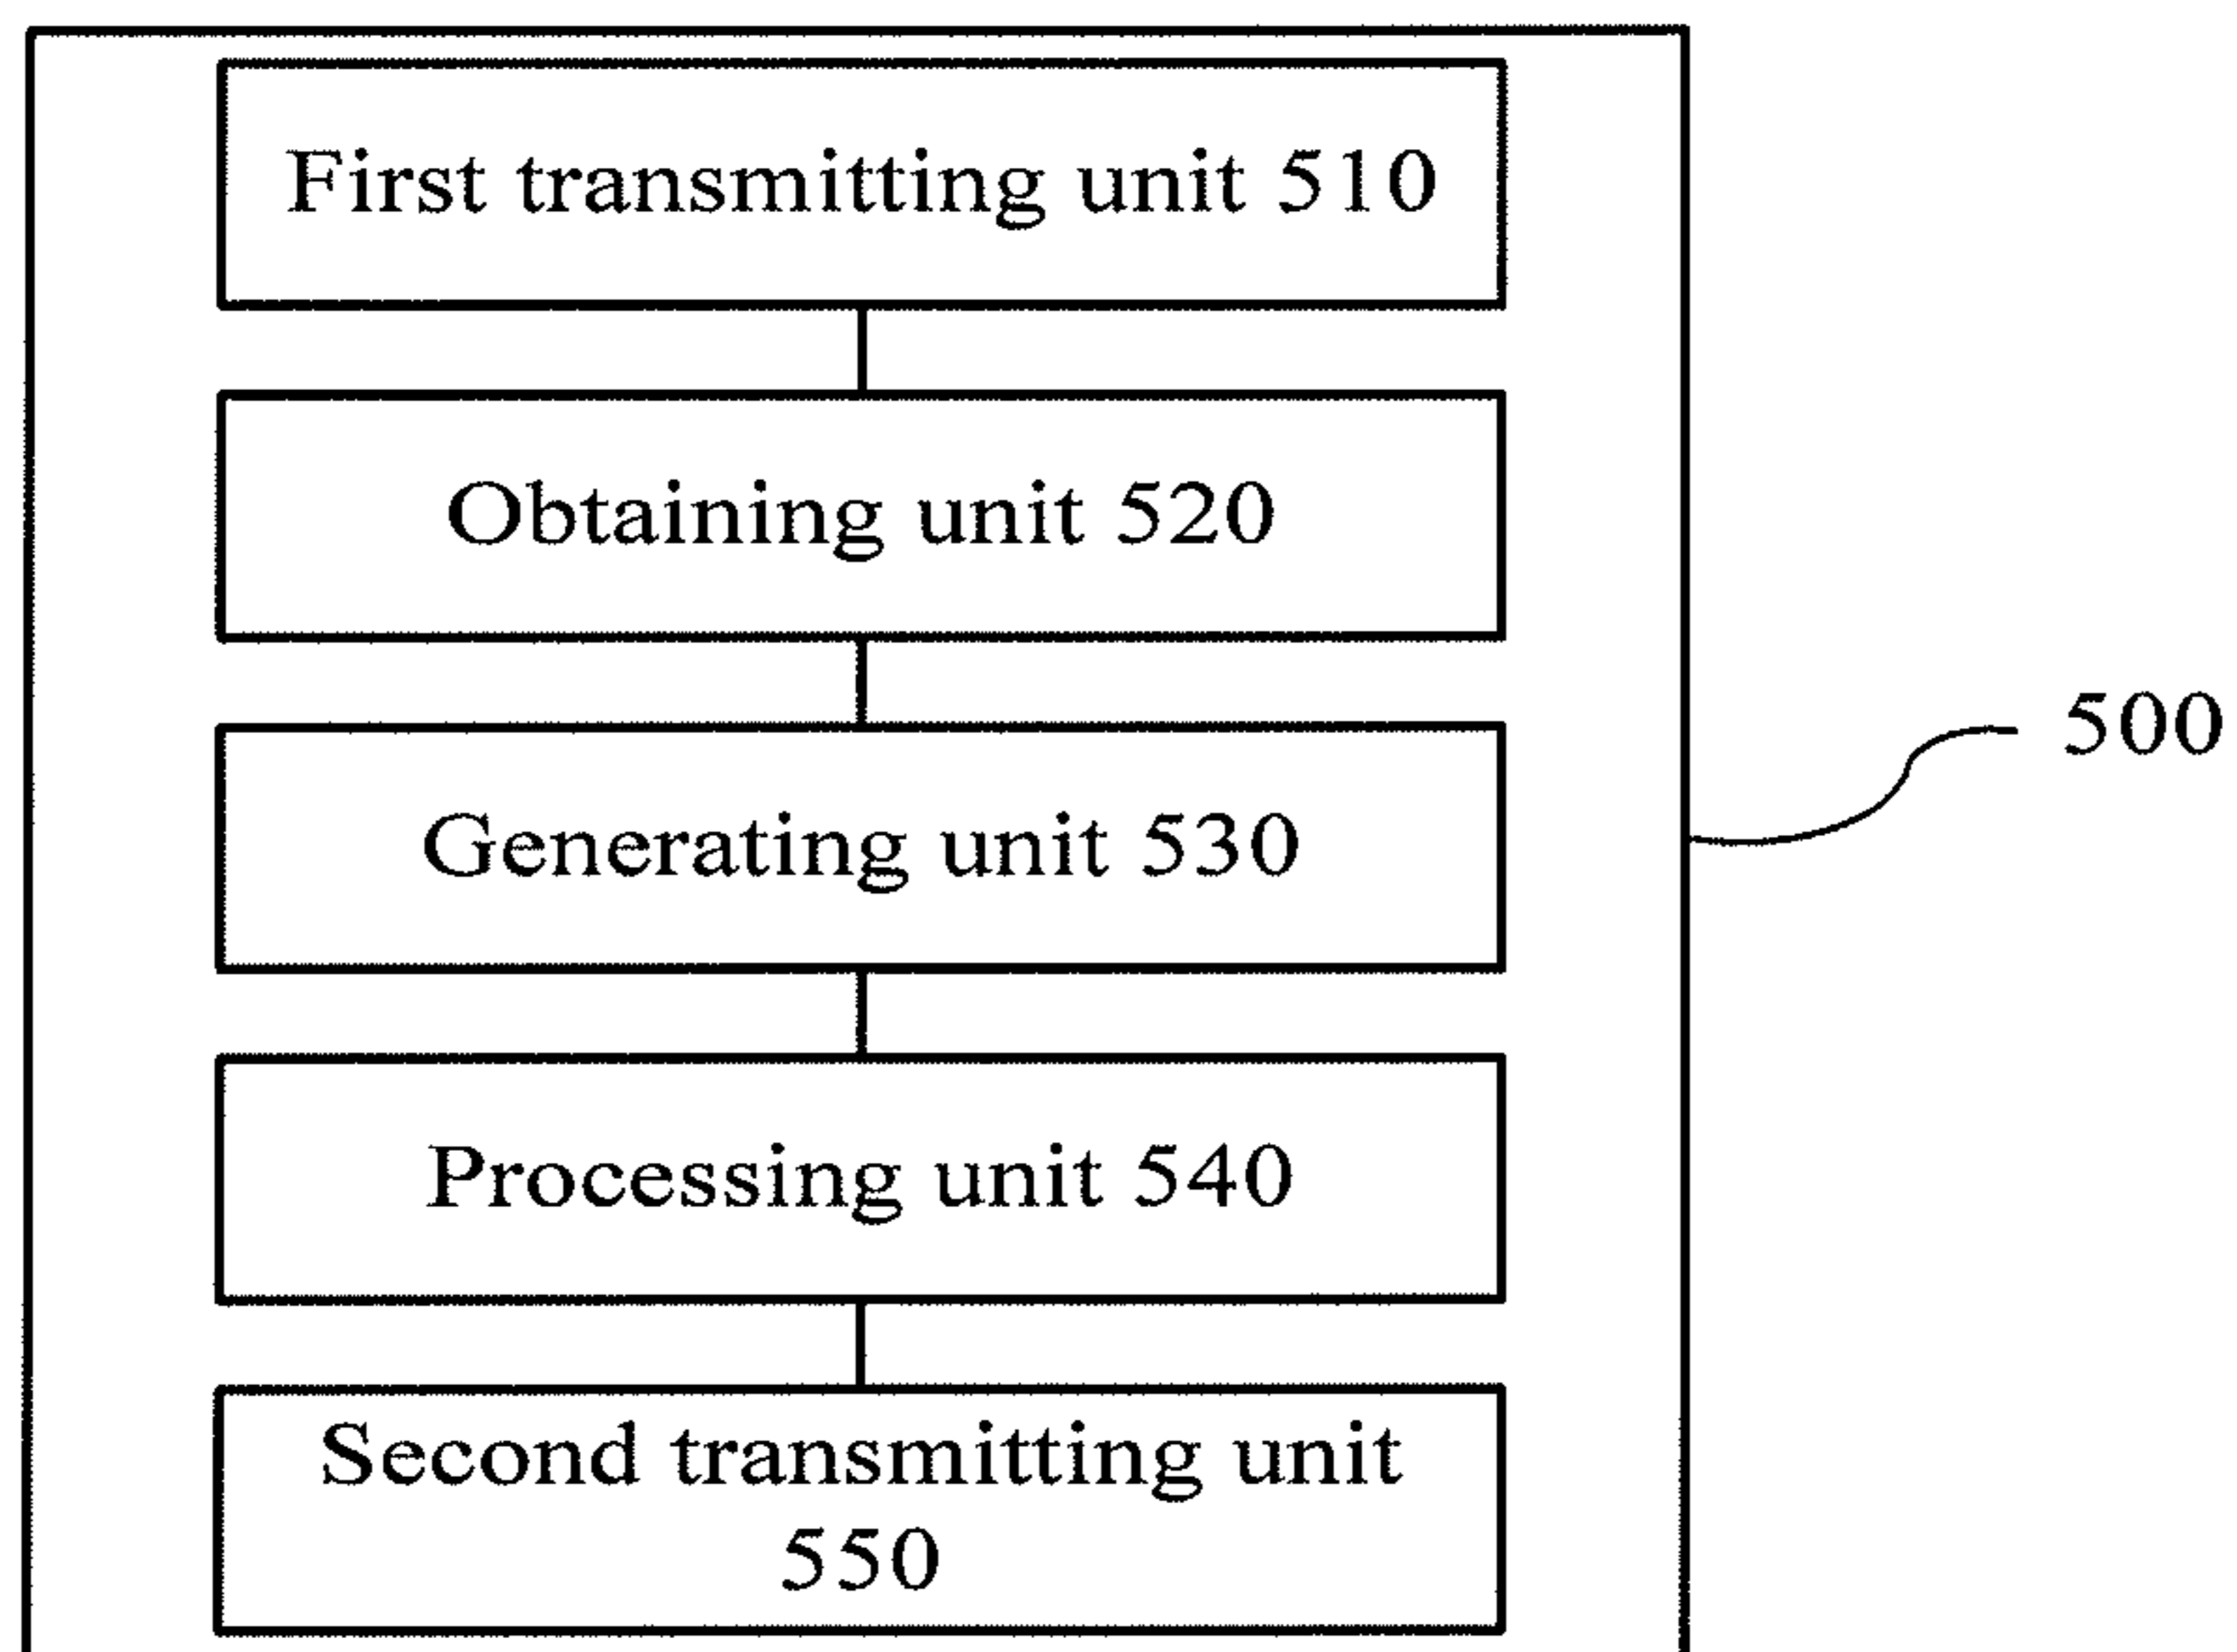 First transmitting unit 510
Obtaining unit 520
Generating unit 530
500
Processing unit 540
Second transmitting unit
550